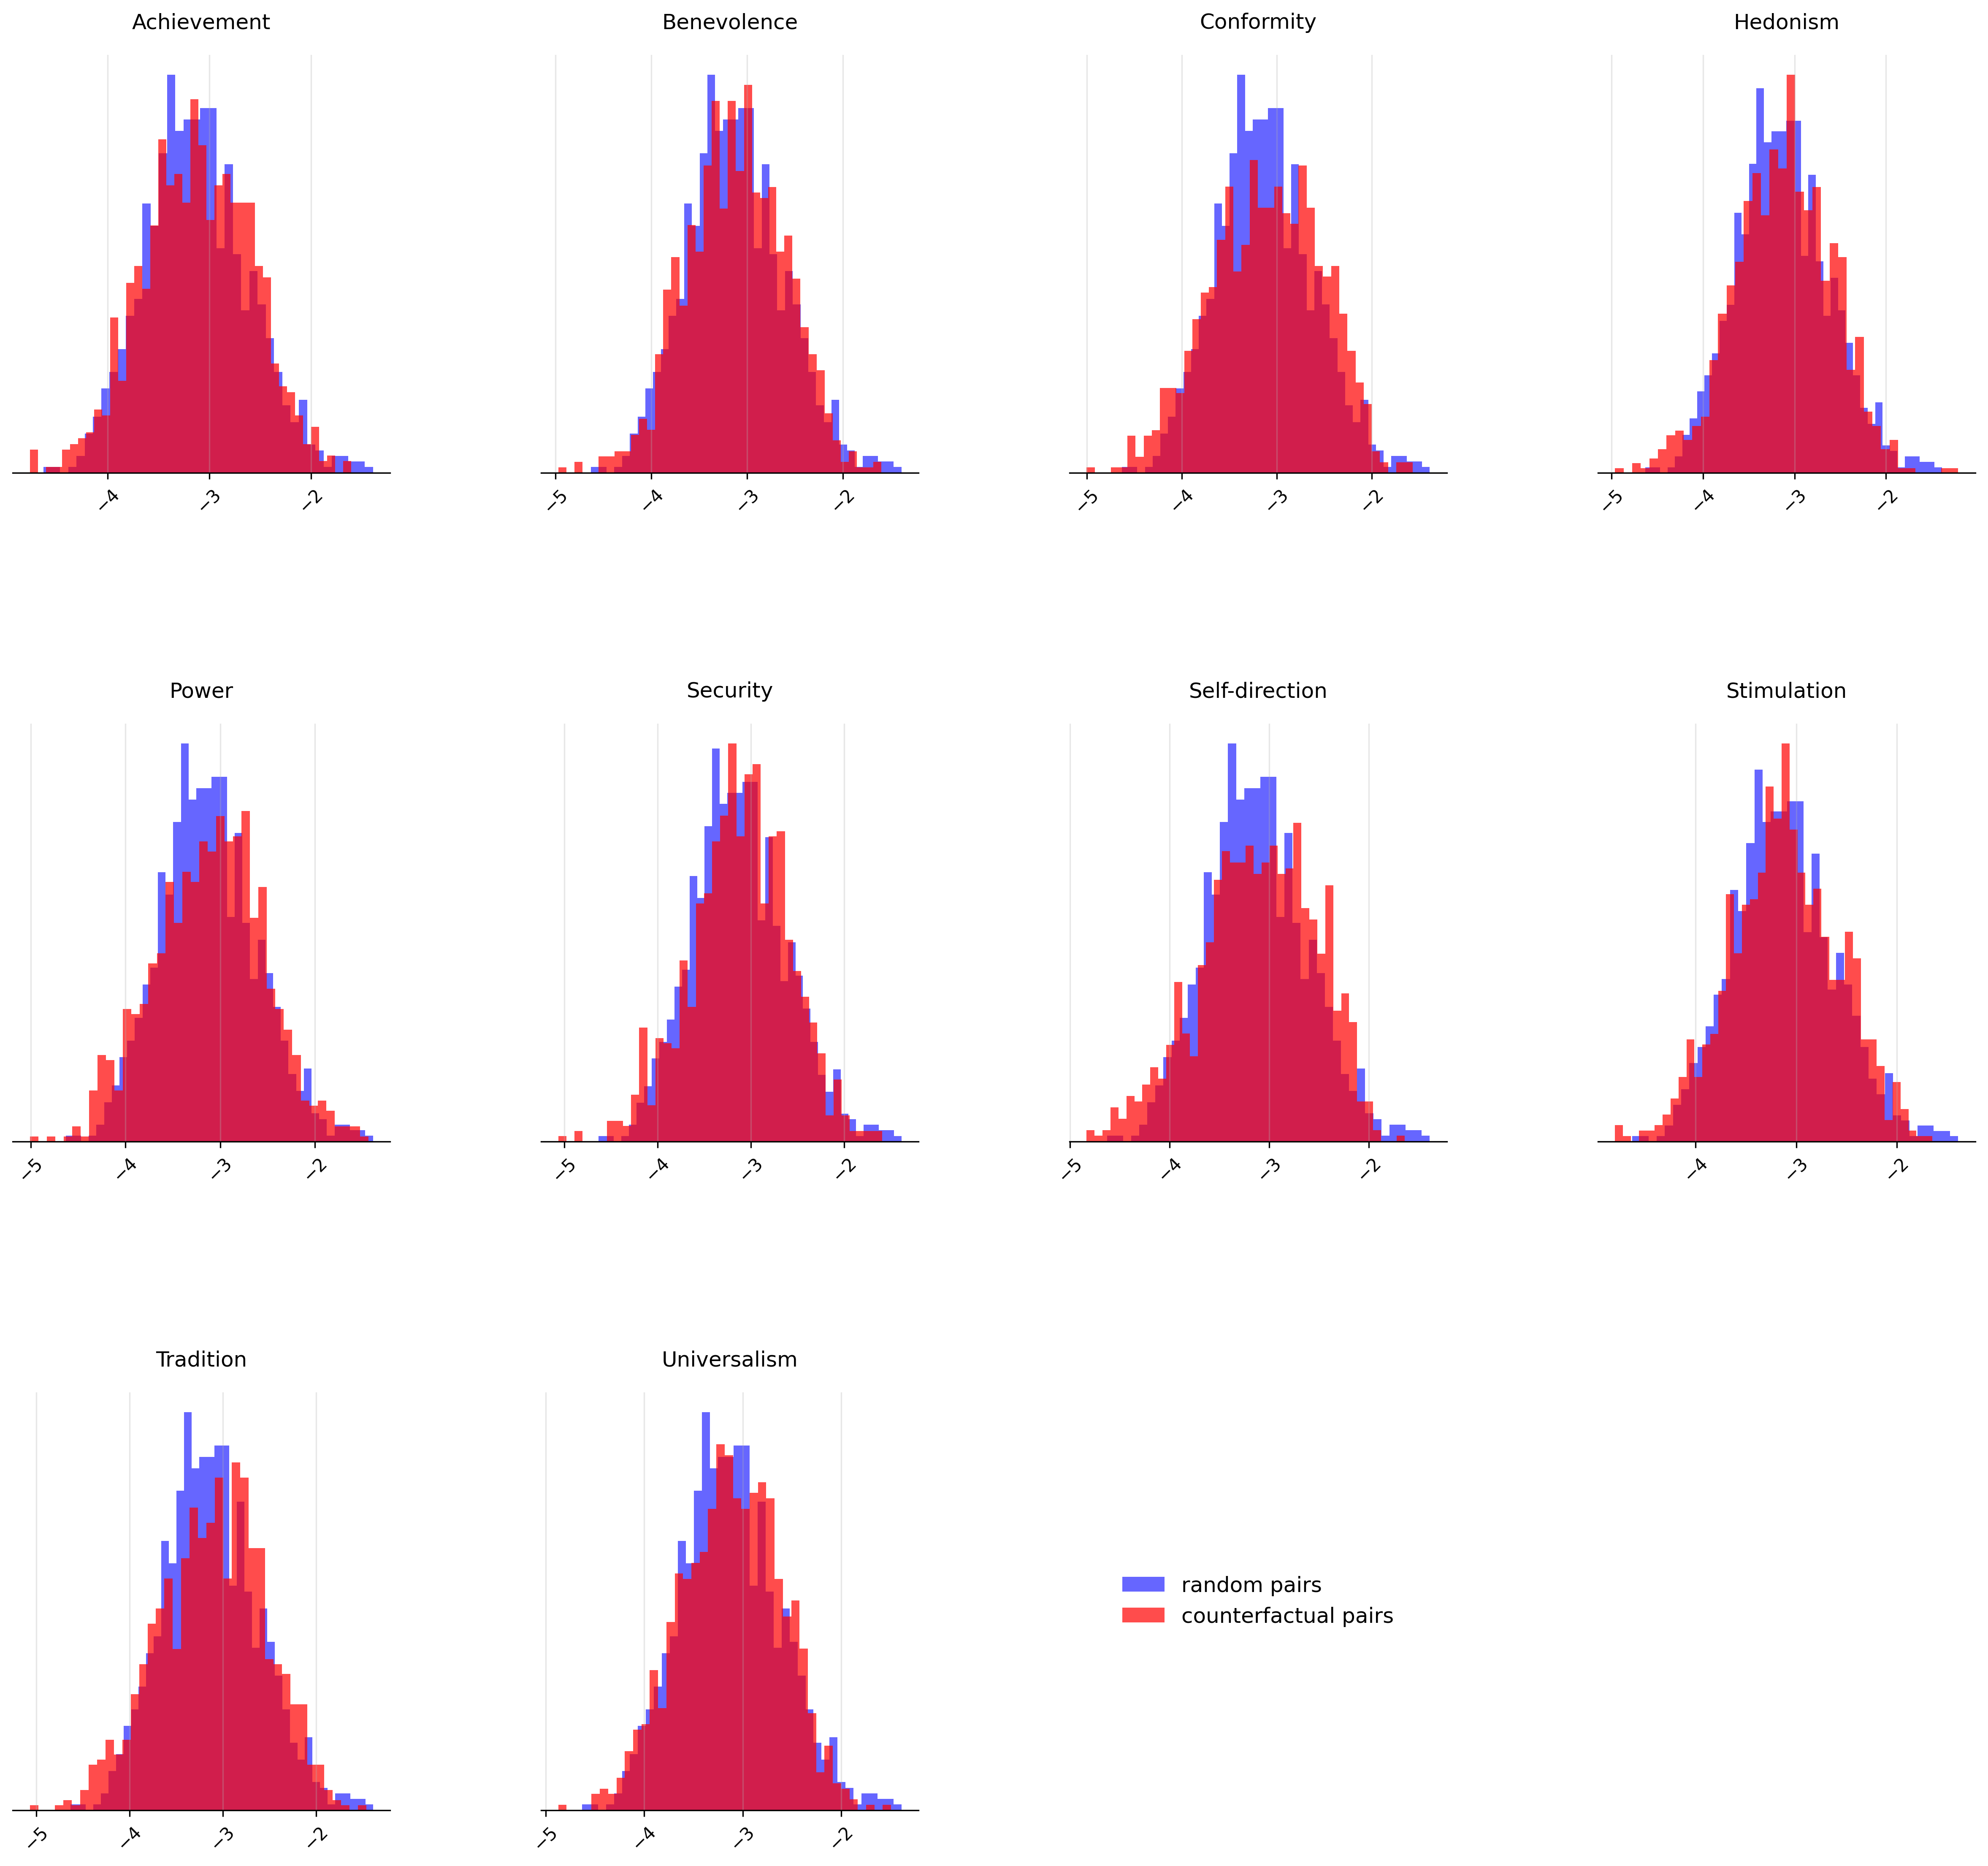 Achievement
Benevolence
Conformity
Hedonism
−4 −3 −2
−5 −4 −3 −2
−5 −4 −3 −2
−5 −4 −3 −2
Power
Security
Self-direction
Stimulation
−5 −4 −3 −2
−5 −4 −3 −2
−5 −4 −3 −2
−4 −3 −2
Tradition
Universalism
random pairs
counterfactual pairs
−5 −4 −3 −2
−5 −4 −3 −2